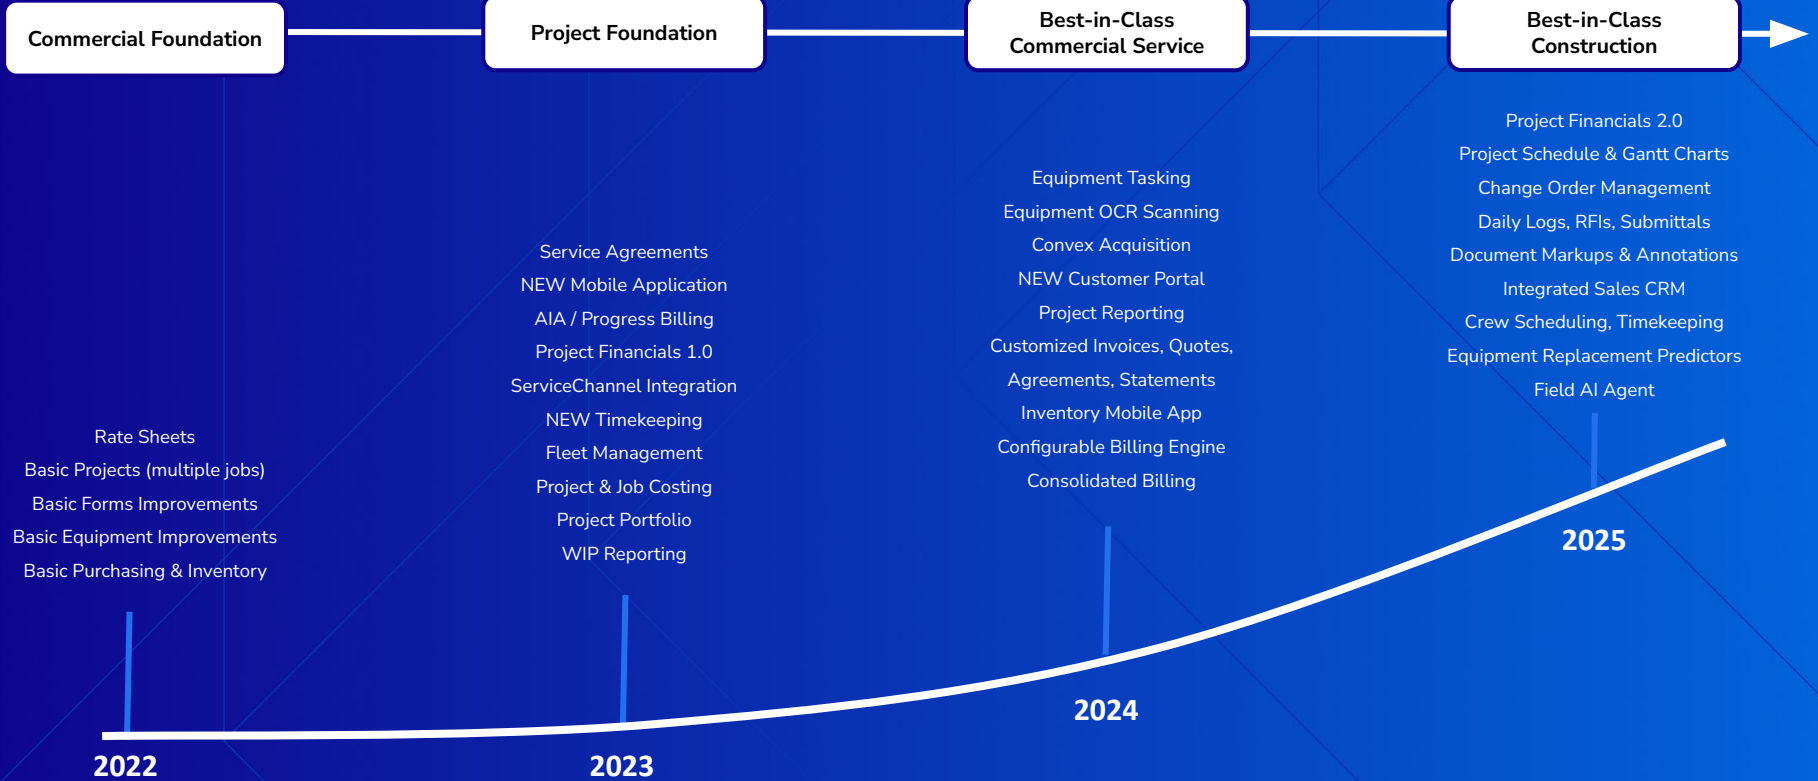 Commercial Foundation
Project Foundation
Best-in-Class
Commercial Service
Best-in-Class
Construction
Rate Sheets
Basic Projects (multiple jobs)
Basic Forms Improvements
Basic Equipment Improvements
Basic Purchasing & Inventory
2022
Service Agreements
NEW Mobile Application
AIA / Progress Billing
Project Financials 1.0
ServiceChannel Integration
NEW Timekeeping
Fleet Management
Project & Job Costing
Project Portfolio
WIP Reporting
2023
Equipment Tasking
Equipment OCR Scanning
Convex Acquisition
NEW Customer Portal
Project Reporting
Customized Invoices, Quotes,
Agreements, Statements
Inventory Mobile App
Configurable Billing Engine
Consolidated Billing
2024
Project Financials 2.0
Project Schedule & Gantt Charts
Change Order Management
Daily Logs, RFIs, Submittals
Document Markups & Annotations
Integrated Sales CRM
Crew Scheduling, Timekeeping
Equipment Replacement Predictors
Field AI Agent
2025